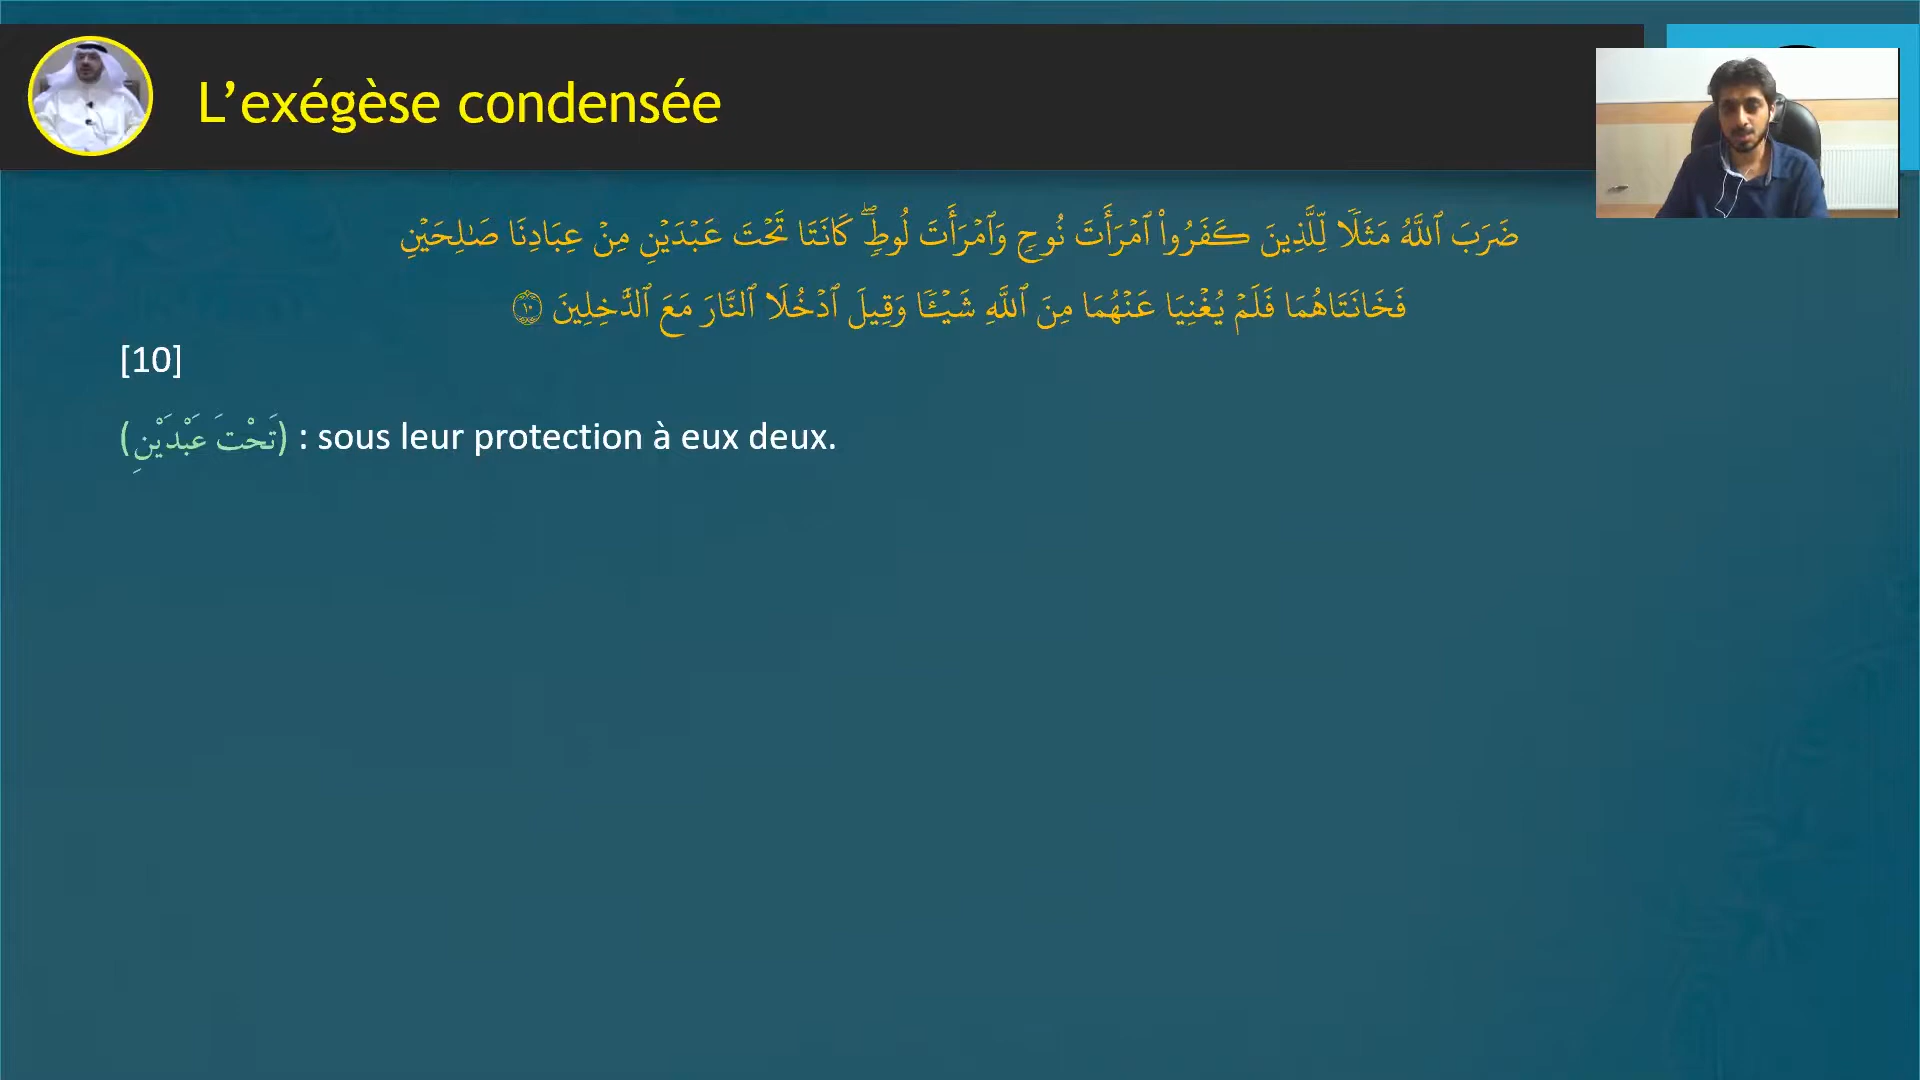 L’exégèse condensée
ضَرَبَ ٱللَّهُ مَثَلٗا لِّلَّذِينَ كَفَرُواْ ٱمۡرَأَتَ نُوحٖ وَٱمۡرَأَتَ لُوطٖۖ كَانَتَا تَحۡتَ عَبۡدَيۡنِ مِنۡ عِبَادِنَا صَٰلِحَيۡنِ
فَخَانَتَاهُمَا فَلَمۡ يُغۡنِيَا عَنۡهُمَا مِنَ ٱللَّهِ شَيۡـٔٗا وَقِيلَ ٱدۡخُلَا ٱلنَّارَ مَعَ ٱلدَّٰخِلِينَ ١٠
[10]
(تَحْتَ عَبْدَيْنِ) : sous leur protection à eux deux.